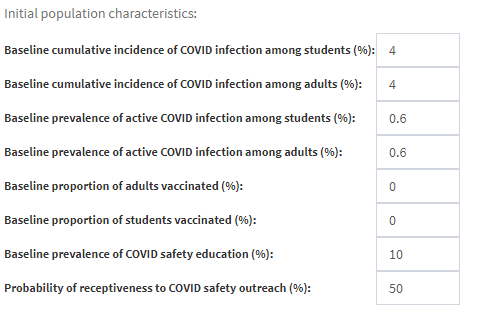 Initial population characteristics:
Baseline cumulative incidence of COVID infection among students (%): 4
Baseline cumulative incidence of COVID infection among adults (%): 4
Baseline prevalence of active COVID infection among students (%): 0.6
Baseline prevalence of active COVID infection among adults (%): 0.6
Baseline proportion of adults vaccinated (%): 0
Baseline proportion of students vaccinated (%): 0
Baseline prevalence of COVID safety education (%): 10
Probability of receptiveness to COVID safety outreach (%): 50